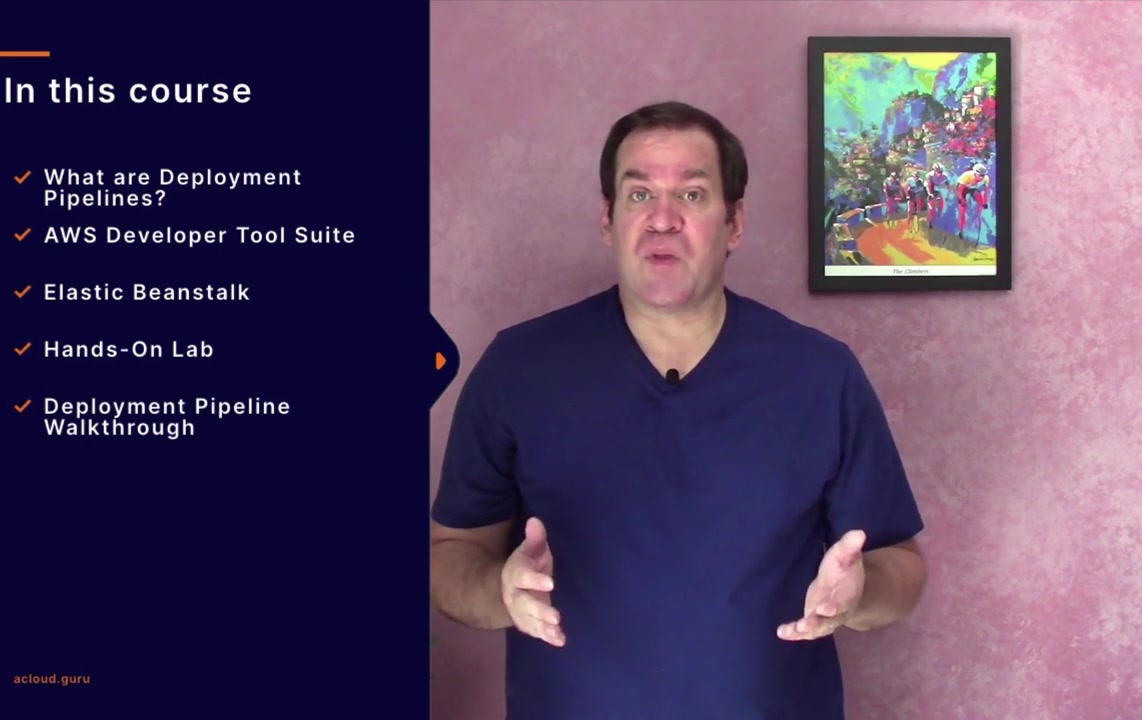 In this course
What are Deployment
Pipelines?
AWS Developer Tool Suite
Elastic Beanstalk
Hands-On Lab
Deployment Pipeline
Walkthrough
acloud.guru
The Climbers